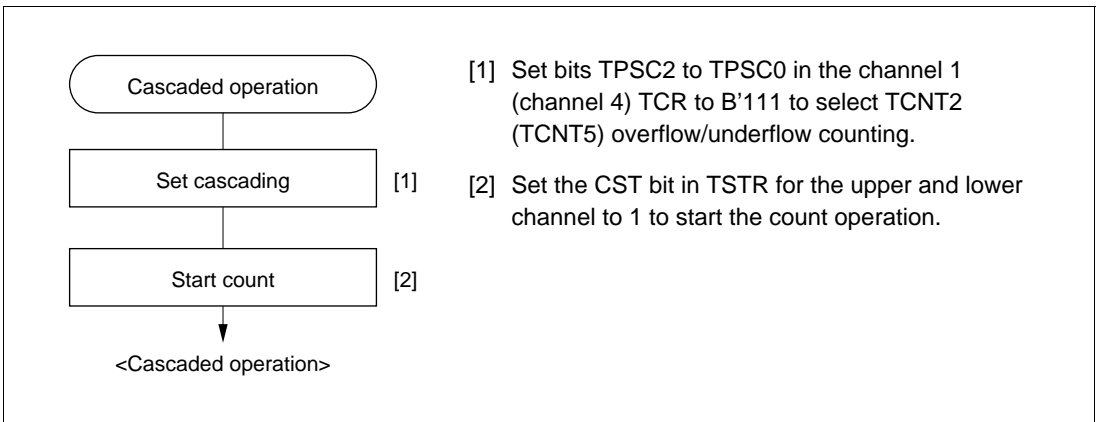 Cascaded operation
Set cascading [1]
Start count [2]
<Cascaded operation>
[1] Set bits TPSC2 to TPSC0 in the channel 1
(channel 4) TCR to B'111 to select TCNT2
(TCNT5) overflow/underflow counting.
[2] Set the CST bit in TSTR for the upper and lower
channel to 1 to start the count operation.